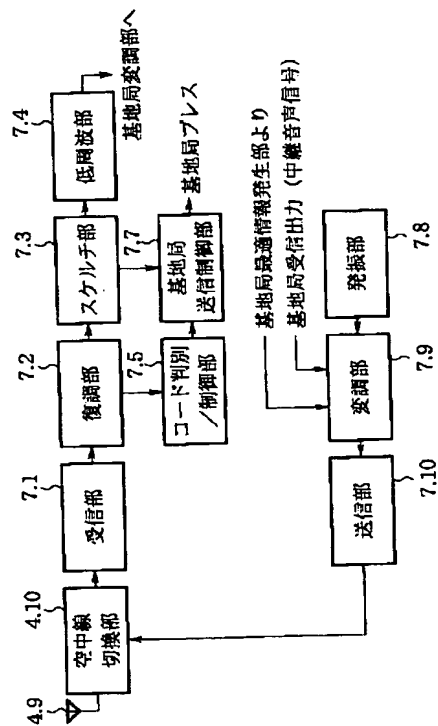 4.9
4.10
空中線
切換部
7.1
受信部
7.2
復調部
7.3
スケルチ部
7.4
低周波部
基地局変調部へ
7.5
コード判別
／制御部
7.7
基地局
送信制御部
基地局プレス
基地局最適情報発生部より
基地局受信出力（中継音声信号）
7.10
送信部
7.9
変調部
7.8
発振部